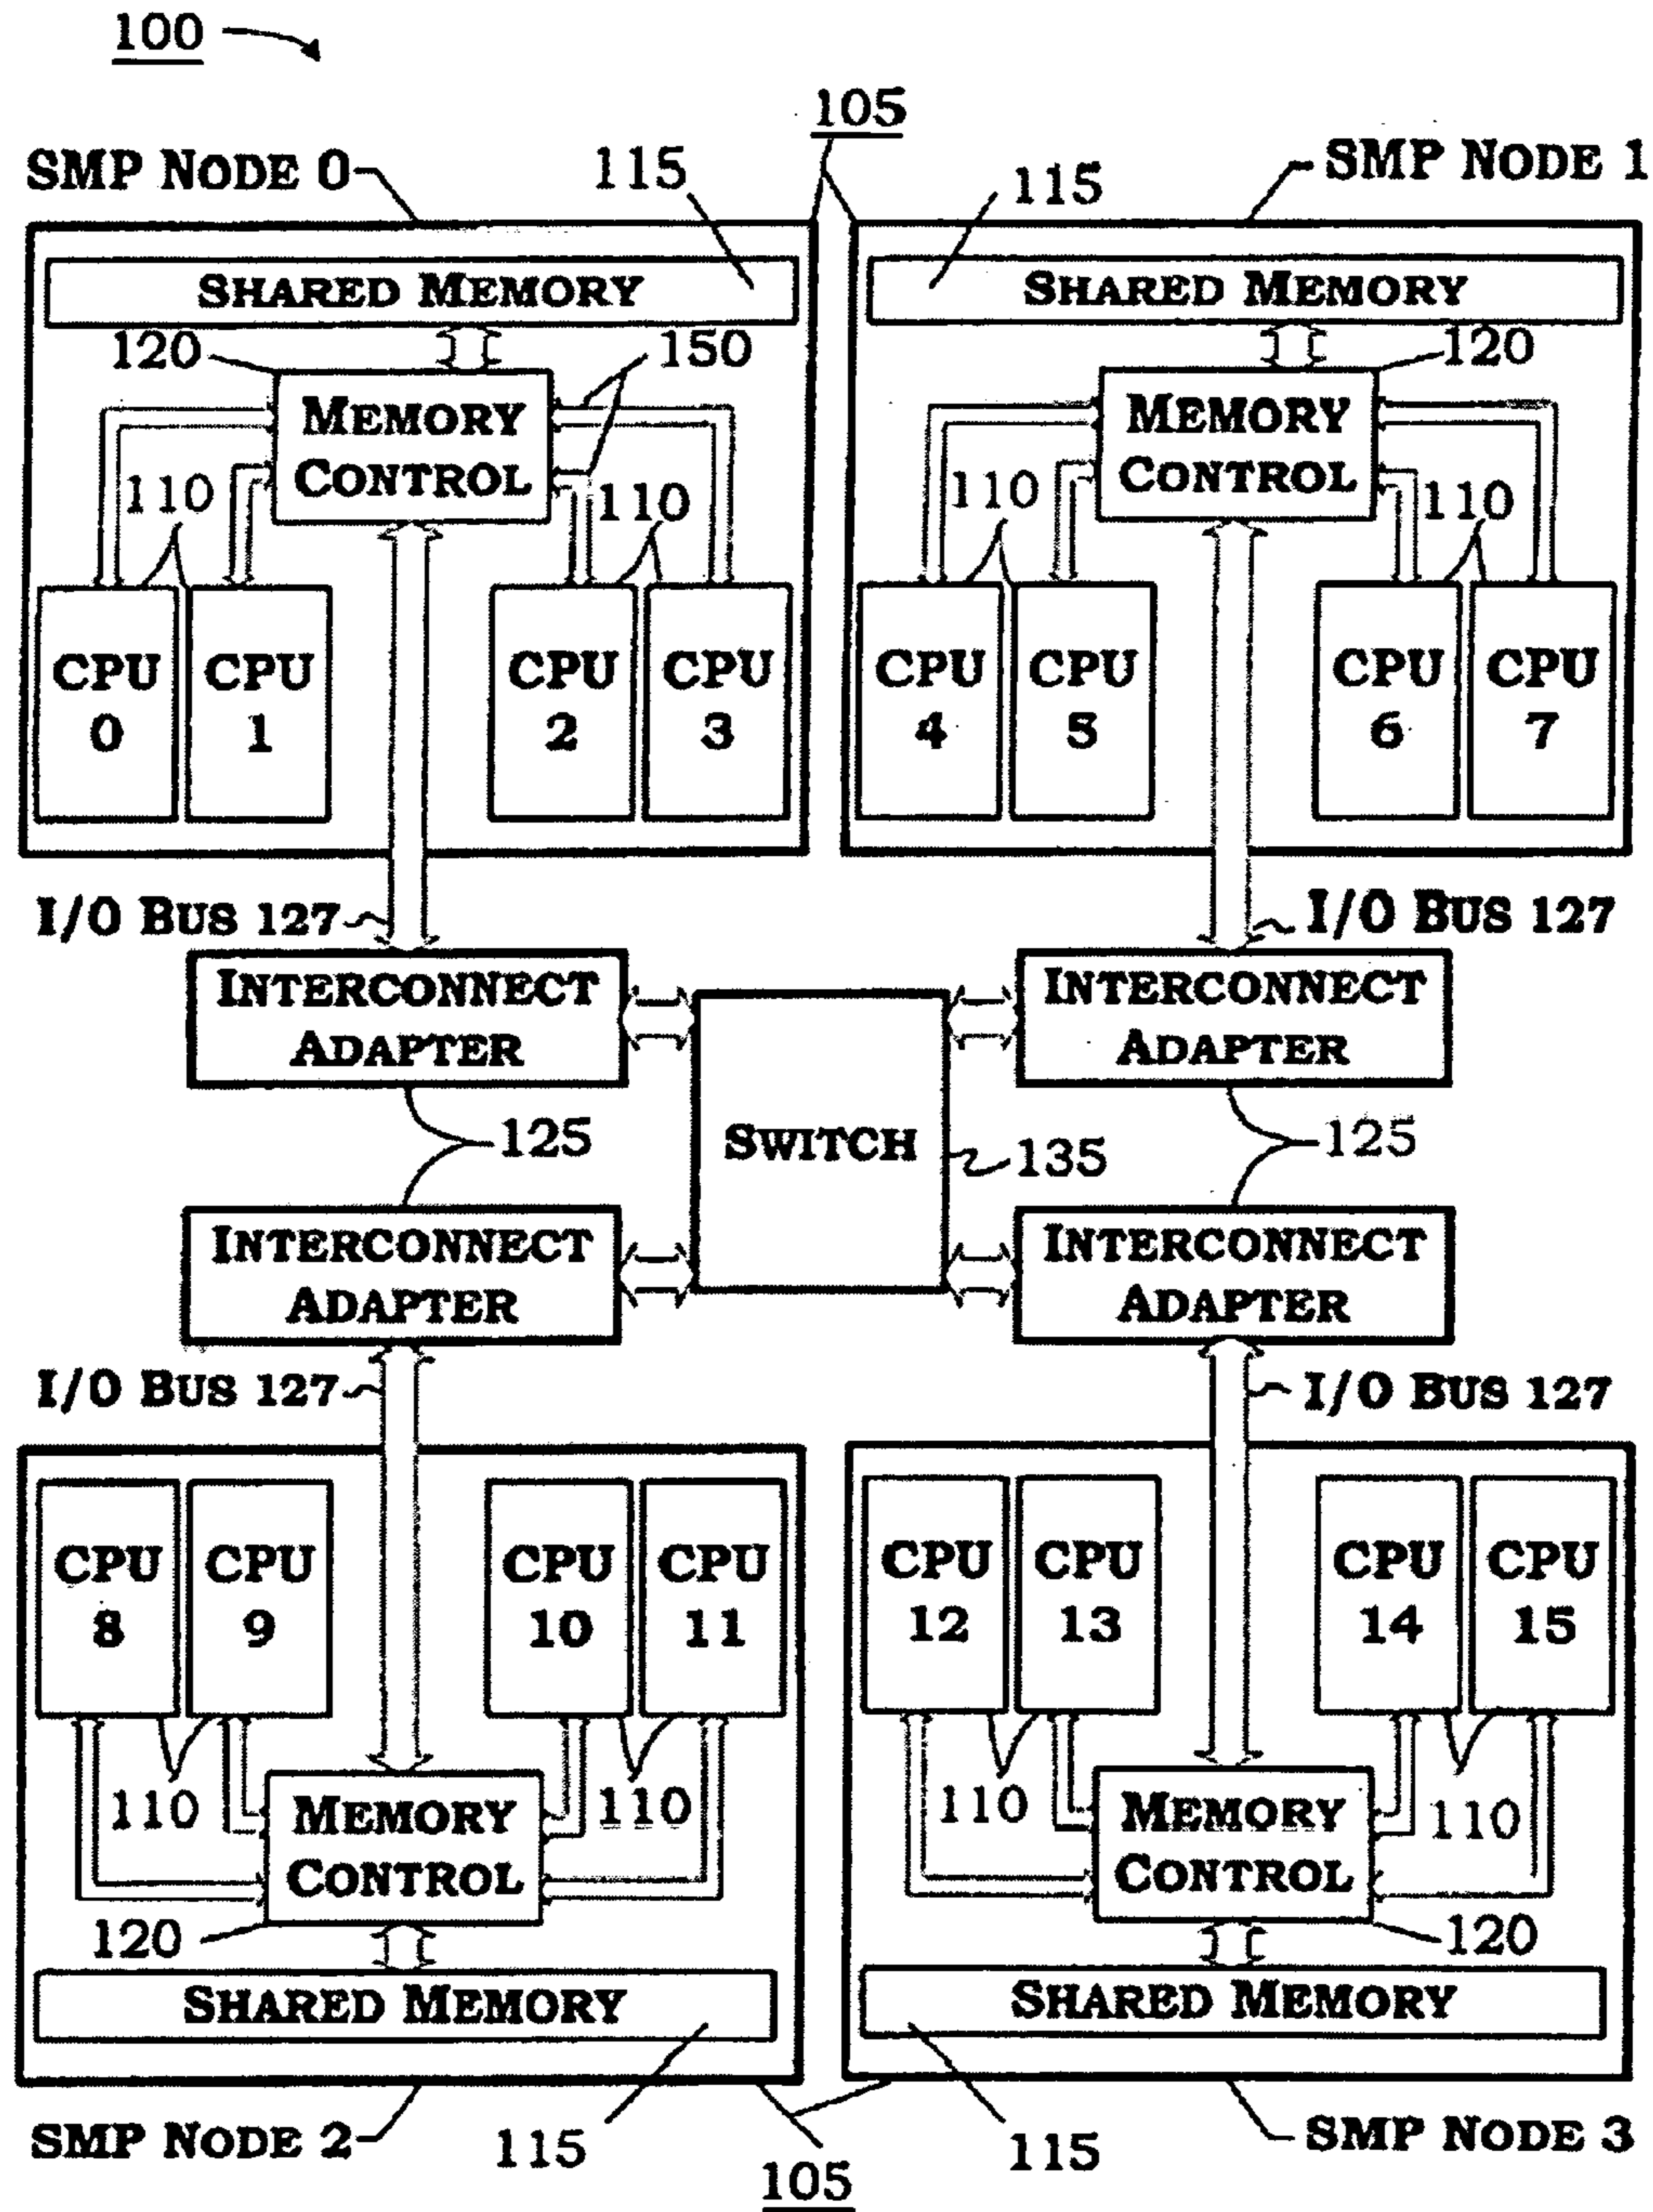 100
105
SMP NODE 0
115
115
SMP NODE 1
SHARED MEMORY
SHARED MEMORY
120
150
120
MEMORY
CONTROL
MEMORY
CONTROL
110
110
110
110
CPU
0
CPU
1
CPU
2
CPU
3
CPU
4
CPU
5
CPU
6
CPU
7
I/O BUS 127
I/O BUS 127
INTERCONNECT
ADAPTER
INTERCONNECT
ADAPTER
125
SWITCH
135
125
INTERCONNECT
ADAPTER
INTERCONNECT
ADAPTER
I/O BUS 127
I/O BUS 127
CPU
8
CPU
9
CPU
10
CPU
11
CPU
12
CPU
13
CPU
14
CPU
15
110
110
110
110
MEMORY
CONTROL
MEMORY
CONTROL
120
120
SHARED MEMORY
SHARED MEMORY
SMP NODE 2
115
105
115
SMP NODE 3